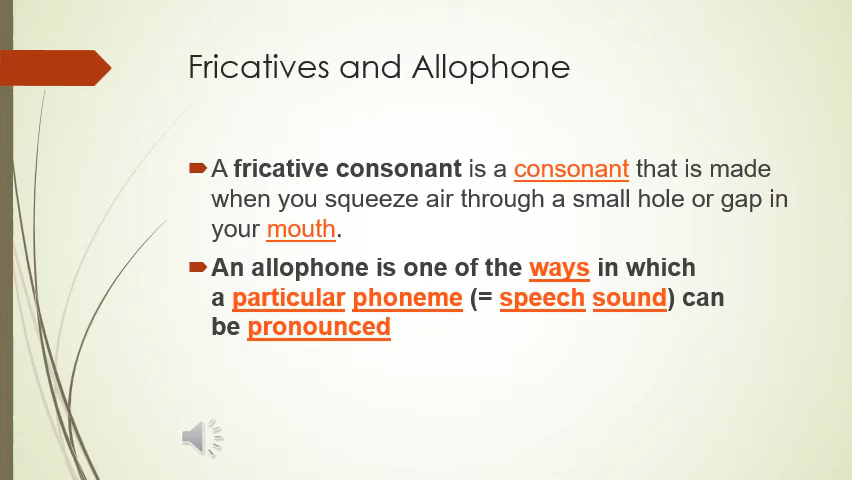 Fricatives and Allophone
A fricative consonant is a consonant that is made
when you squeeze air through a small hole or gap in
your mouth.
An allophone is one of the ways in which
a particular phoneme (= speech sound) can
be pronounced